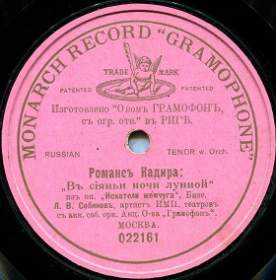 MONARCH RECORD "GRAMOPHONE"
TRADE MARK
PATENTED PATENTED
Изготовлено „О-вомъ ГРАМОФОНЪ,
съ огр. отв." въ РИГѢ.
RUSSIAN TENOR w. Orch.
Романсъ Надира:
„Въ сіяньи ночи лунной"
изъ оп. „Искатели жемчуга". Бизе.
Л. В. Собиновъ, артистъ ИМП. театровъ
съ акк. соб. орк. Акц. О-ва „Грамофонъ".
МОСКВА.
022161